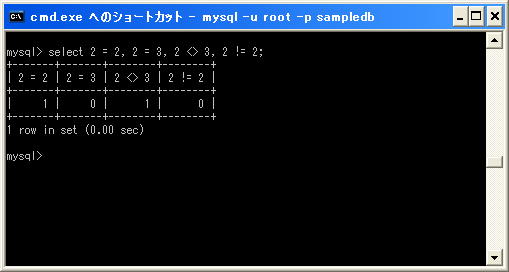 cmd.exe へのショートカット - mysql -u root -p sampledb
mysql> select 2 = 2, 2 = 3, 2 <> 3, 2 != 2;
+-------+-------+--------+--------+
| 2 = 2 | 2 = 3 | 2 <> 3 | 2 != 2 |
+-------+-------+--------+--------+
|     1 |     0 |      1 |      0 |
+-------+-------+--------+--------+
1 row in set (0.00 sec)
mysql>